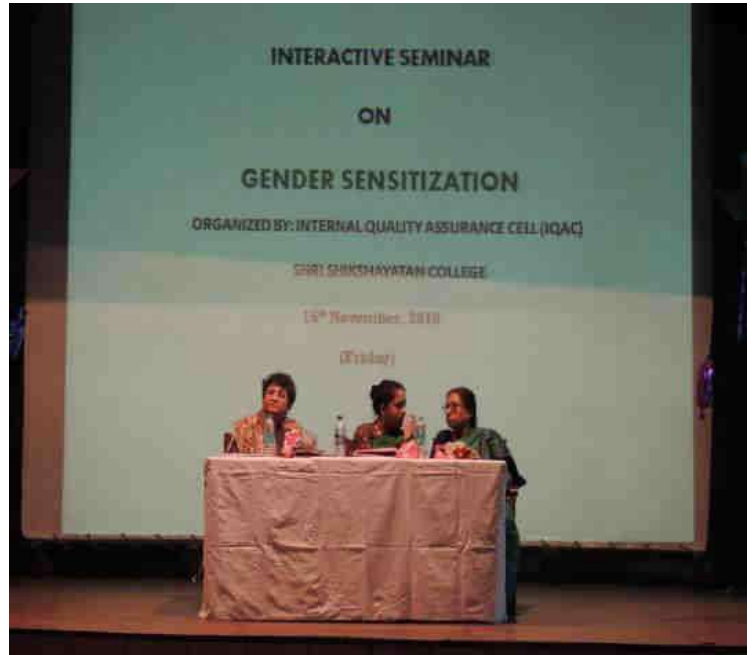 INTERACTIVE SEMINAR
ON
GENDER SENSITIZATION
ORGANIZED BY: INTERNAL QUALITY ASSURANCE CELL (IQAC)
SHRI SHIKSHAYATAN COLLEGE
16th November, 2018
(Friday)